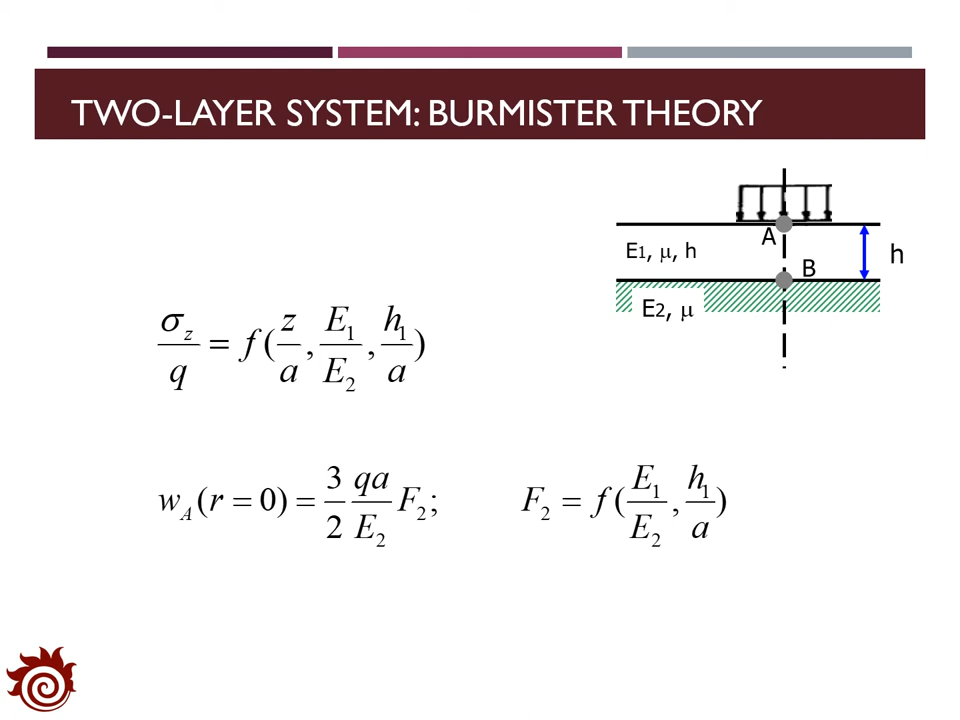 TWO-LAYER SYSTEM: BURMISTER THEORY
A
E1, μ, h
h
B
E2, μ
σz/q = f(z/a, E1/E2, h1/a)
wA(r = 0) = 3/2 qa/E2 F2; F2 = f(E1/E2, h1/a)